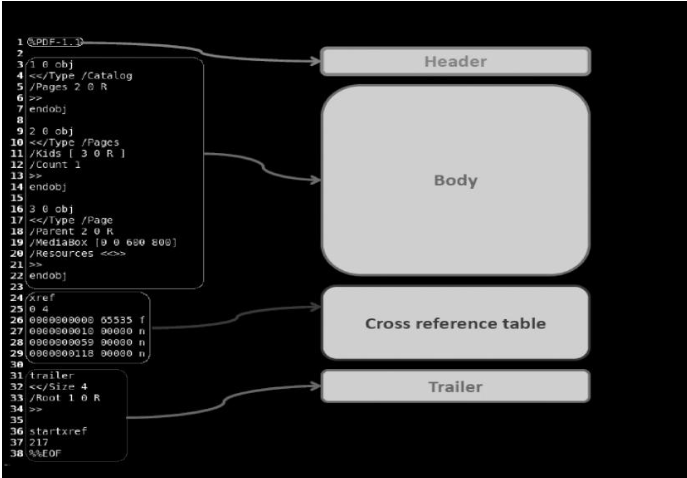 1 %PDF-1.1
2
3 1 0 obj
4 <</Type /Catalog
5 /Pages 2 0 R
6 >>
7 endobj
8
9 2 0 obj
10 <</Type /Pages
11 /Kids [ 3 0 R ]
12 /Count 1
13 >>
14 endobj
15
16 3 0 obj
17 <</Type /Page
18 /Parent 2 0 R
19 /MediaBox [0 0 600 800]
20 /Resources <<>>
21 >>
22 endobj
23
24 xref
25 0 4
26 0000000000 65535 f
27 0000000010 00000 n
28 0000000059 00000 n
29 0000000118 00000 n
30
31 trailer
32 <</Size 4
33 /Root 1 0 R
34 >>
35
36 startxref
37 217
38 %%EOF
Header
Body
Cross reference table
Trailer